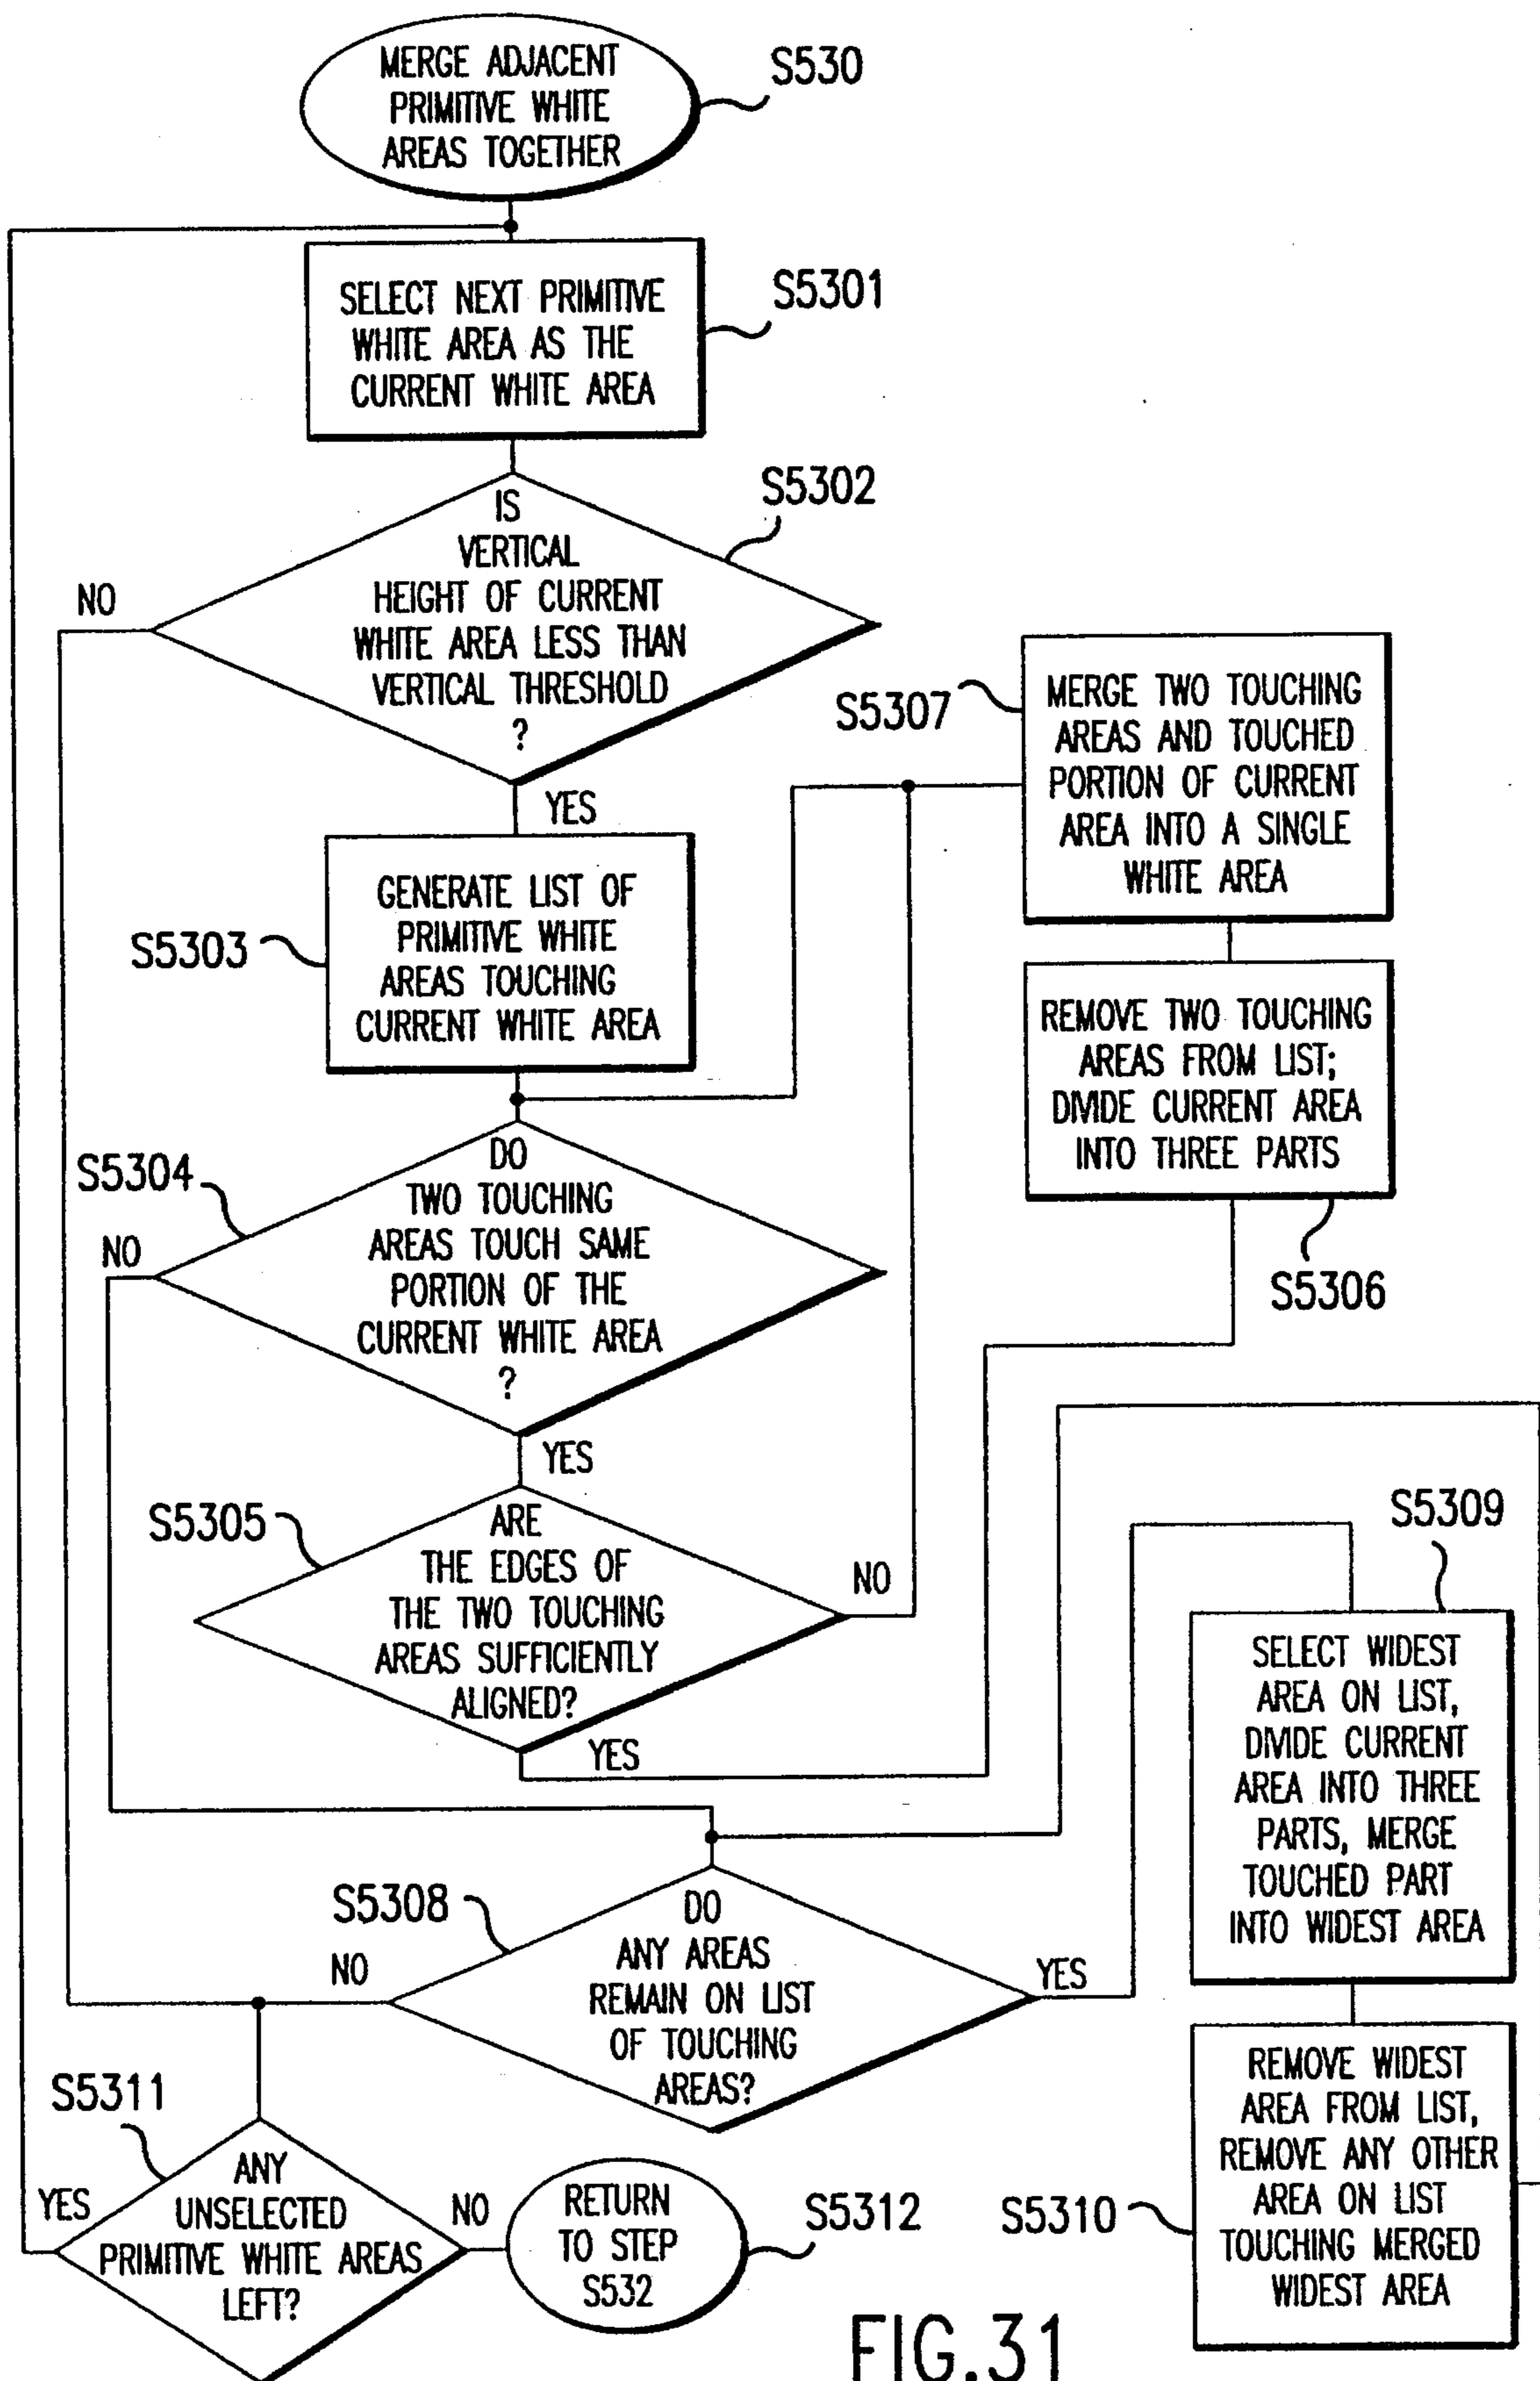 MERGE ADJACENT
PRIMITIVE WHITE
AREAS TOGETHER
S530
SELECT NEXT PRIMITIVE
WHITE AREA AS THE
CURRENT WHITE AREA
S5301
IS
VERTICAL
HEIGHT OF CURRENT
WHITE AREA LESS THAN
VERTICAL THRESHOLD
?
S5302
NO
YES
GENERATE LIST OF
PRIMITIVE WHITE
AREAS TOUCHING
CURRENT WHITE AREA
S5303
DO
TWO TOUCHING
AREAS TOUCH SAME
PORTION OF THE
CURRENT WHITE AREA
?
S5304
NO
YES
ARE
THE EDGES OF
THE TWO TOUCHING
AREAS SUFFICIENTLY
ALIGNED?
S5305
NO
YES
S5307
MERGE TWO TOUCHING
AREAS AND TOUCHED
PORTION OF CURRENT
AREA INTO A SINGLE
WHITE AREA
REMOVE TWO TOUCHING
AREAS FROM LIST;
DIVIDE CURRENT AREA
INTO THREE PARTS
S5306
S5308
DO
ANY AREAS
REMAIN ON LIST
OF TOUCHING
AREAS?
NO
YES
S5309
SELECT WIDEST
AREA ON LIST,
DIVIDE CURRENT
AREA INTO THREE
PARTS, MERGE
TOUCHED PART
INTO WIDEST AREA
REMOVE WIDEST
AREA FROM LIST,
REMOVE ANY OTHER
AREA ON LIST
TOUCHING MERGED
WIDEST AREA
S5310
S5311
ANY
UNSELECTED
PRIMITIVE WHITE AREAS
LEFT?
YES
NO
RETURN
TO STEP
S532
S5312
FIG.31